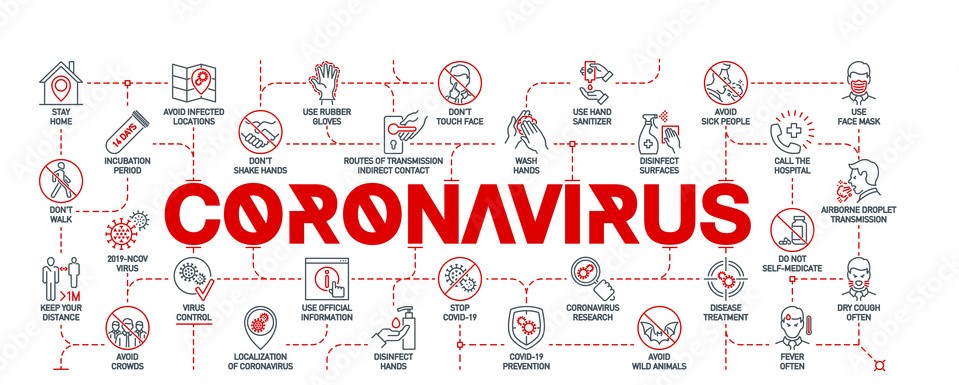 STAY
HOME
AVOID INFECTED
LOCATIONS
USE RUBBER
GLOVES
DON'T
TOUCH FACE
USE HAND
SANITIZER
AVOID
SICK PEOPLE
USE
FACE MASK
14 DAYS
INCUBATION
PERIOD
DON'T
SHAKE HANDS
ROUTES OF TRANSMISSION
INDIRECT CONTACT
WASH
HANDS
DISINFECT
SURFACES
CALL THE
HOSPITAL
DON'T
WALK
CORONAVIRUS
AIRBORNE DROPLET
TRANSMISSION
2019-NCOV
VIRUS
DO NOT
SELF-MEDICATE
>1M
KEEP YOUR
DISTANCE
VIRUS
CONTROL
USE OFFICIAL
INFORMATION
STOP
COVID-19
CORONAVIRUS
RESEARCH
DISEASE
TREATMENT
DRY COUGH
OFTEN
AVOID
CROWDS
LOCALIZATION
OF CORONAVIRUS
DISINFECT
HANDS
COVID-19
PREVENTION
AVOID
WILD ANIMALS
FEVER
OFTEN
Adobe Stock